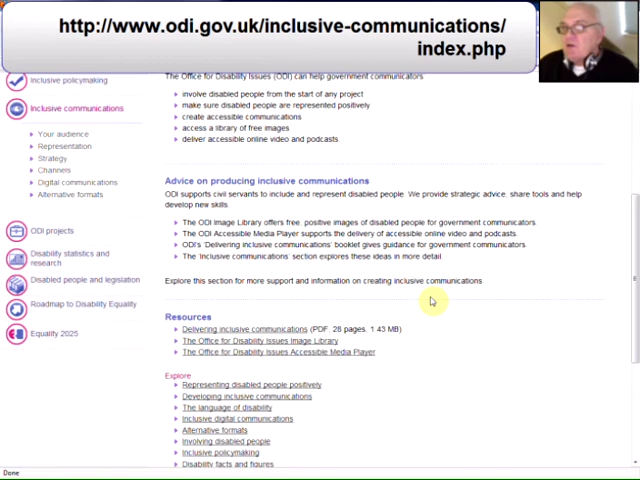 http://www.odi.gov.uk/inclusive-communications/
index.php
Inclusive policymaking
Inclusive communications
Your audience
Representation
Strategy
Channels
Digital communications
Alternative formats
ODI projects
Disability statistics and
research
Disabled people and legislation
Roadmap to Disability Equality
Equality 2025
The Office for Disability Issues (ODI) can help government communicators
involve disabled people from the start of any project
make sure disabled people are represented positively
create accessible communications
access a library of free images
deliver accessible online video and podcasts
Advice on producing inclusive communications
ODI supports civil servants to include and represent disabled people. We provide strategic advice, share tools and help
develop new skills
The ODI Image Library offers free, positive images of disabled people for government communicators.
The ODI Accessible Media Player supports the delivery of accessible online video and podcasts
ODI's 'Delivering inclusive communications' booklet gives guidance for government communicators.
The 'Inclusive communications' section explores these ideas in more detail
Explore this section for more support and information on creating inclusive communications
Resources
Delivering inclusive communications (PDF, 28 pages, 1.43 MB)
The Office for Disability Issues Image Library
The Office for Disability Issues Accessible Media Player
Explore
Representing disabled people positively
Developing inclusive communications
The language of disability
Inclusive digital communications
Alternative formats
Involving disabled people
Inclusive policymaking
Disability facts and figures
Done